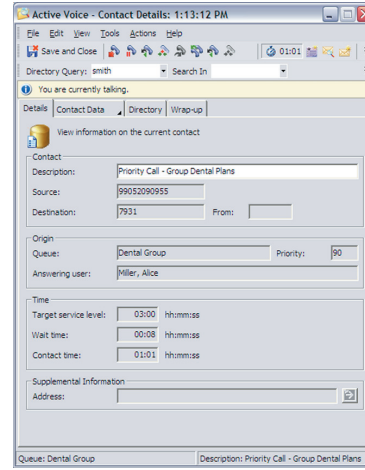 Active Voice - Contact Details: 1:13:12 PM
File Edit View Tools Actions Help
Save and Close 01:01
Directory Query: smith Search In
You are currently talking.
Details Contact Data Directory Wrap-up
View information on the current contact
Contact
Description: Priority Call - Group Dental Plans
Source: 99052090955
Destination: 7931 From:
Origin
Queue: Dental Group Priority: 90
Answering user: Miller, Alice
Time
Target service level: 03:00 hh:mm:ss
Wait time: 00:08 hh:mm:ss
Contact time: 01:01 hh:mm:ss
Supplemental Information
Address:
Queue: Dental Group Description: Priority Call - Group Dental Plans